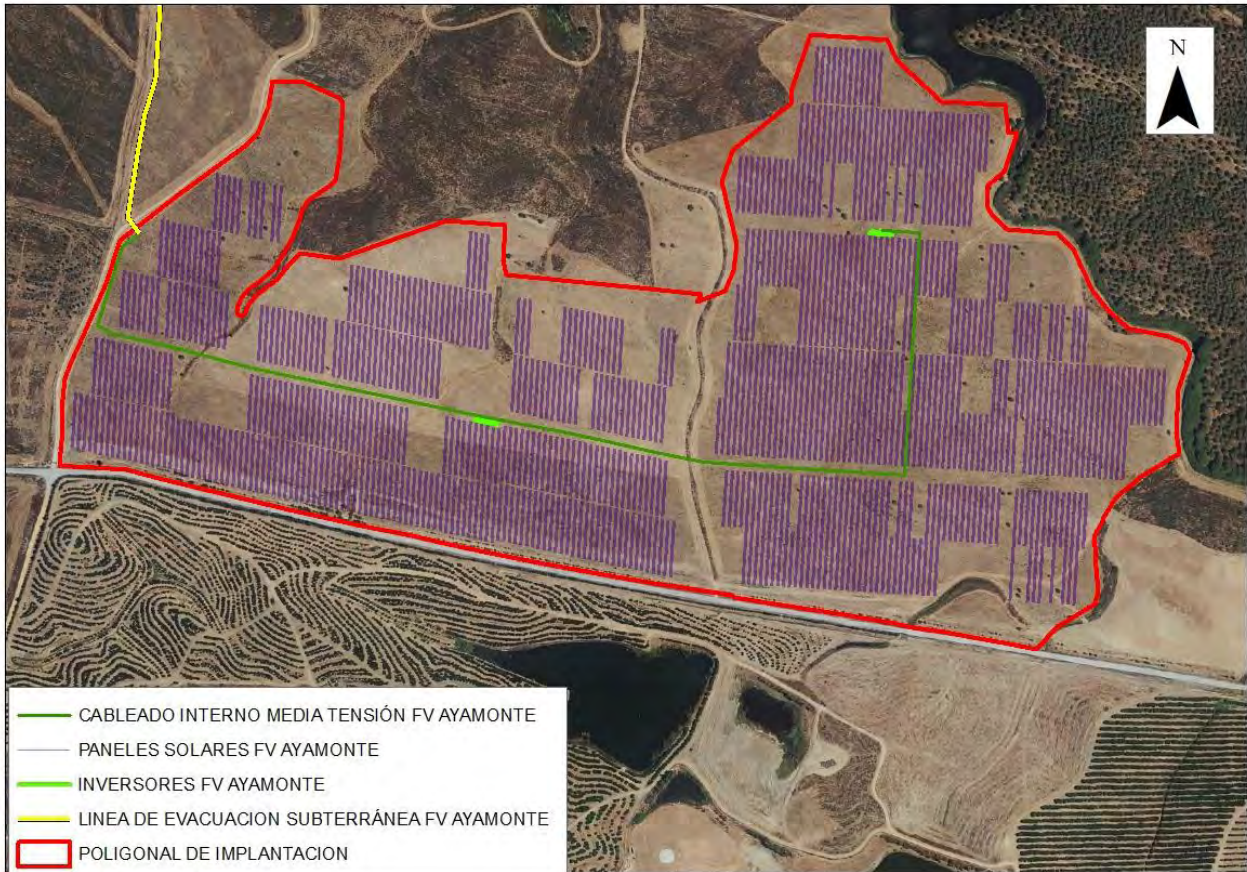 N
CABLEADO INTERNO MEDIA TENSIÓN FV AYAMONTE
PANELES SOLARES FV AYAMONTE
INVERSORES FV AYAMONTE
LINEA DE EVACUACION SUBTERRÁNEA FV AYAMONTE
POLIGONAL DE IMPLANTACION